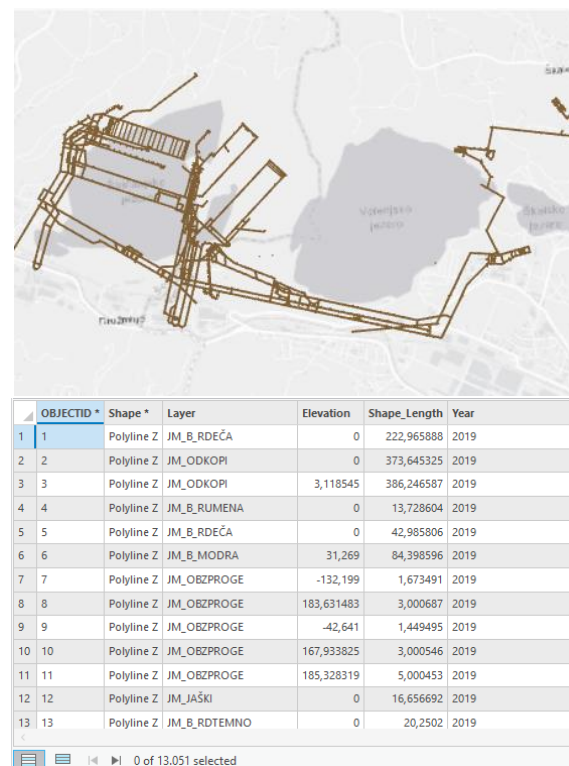 Velenjsko
jezero
Škalsko
jezero
OBJECTID * Shape * Layer Elevation Shape_Length Year
1 1 Polyline Z JM_B_RDEČA 0 222,965888 2019
2 2 Polyline Z JM_ODKOPI 0 373,645325 2019
3 3 Polyline Z JM_ODKOPI 3,118545 386,246587 2019
4 4 Polyline Z JM_B_RUMENA 0 13,728604 2019
5 5 Polyline Z JM_B_RDEČA 0 42,985806 2019
6 6 Polyline Z JM_B_MODRA 31,269 84,398596 2019
7 7 Polyline Z JM_OBZPROGE -132,199 1,673491 2019
8 8 Polyline Z JM_OBZPROGE 183,631483 3,000687 2019
9 9 Polyline Z JM_OBZPROGE -42,641 1,449495 2019
10 10 Polyline Z JM_OBZPROGE 167,933825 3,000546 2019
11 11 Polyline Z JM_OBZPROGE 185,328319 5,000453 2019
12 12 Polyline Z JM_JAŠKI 0 16,656692 2019
13 13 Polyline Z JM_B_RDTEMNO 0 20,2502 2019
0 of 13.051 selected